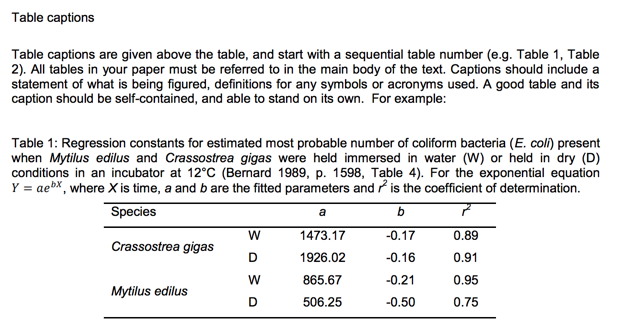 Table captions
Table captions are given above the table, and start with a sequential table number (e.g. Table 1, Table
2). All tables in your paper must be referred to in the main body of the text. Captions should include a
statement of what is being figured, definitions for any symbols or acronyms used. A good table and its
caption should be self-contained, and able to stand on its own. For example:
Table 1: Regression constants for estimated most probable number of coliform bacteria (E. coli) present
when Mytilus edilus and Crassostrea gigas were held immersed in water (W) or held in dry (D)
conditions in an incubator at 12°C (Bernard 1989, p. 1598, Table 4). For the exponential equation
Y = ae^bX, where X is time, a and b are the fitted parameters and r² is the coefficient of determination.
Species a b r²
Crassostrea gigas W 1473.17 -0.17 0.89
D 1926.02 -0.16 0.91
Mytilus edilus W 865.67 -0.21 0.95
D 506.25 -0.50 0.75